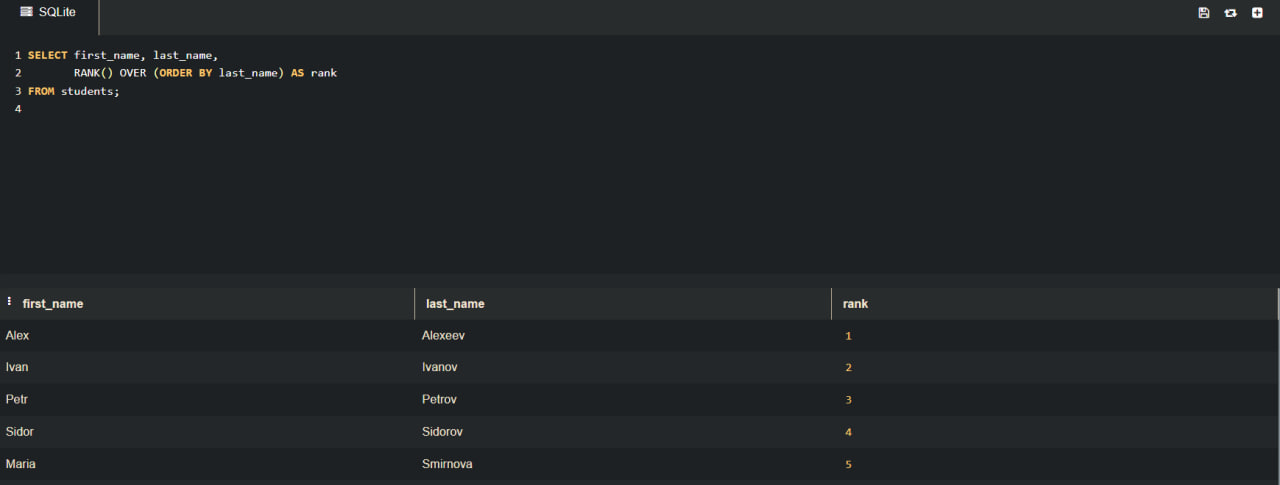 SQLite
1 SELECT first_name, last_name,
2        RANK() OVER (ORDER BY last_name) AS rank
3 FROM students;
4
first_name last_name rank
Alex Alexeev 1
Ivan Ivanov 2
Petr Petrov 3
Sidor Sidorov 4
Maria Smirnova 5